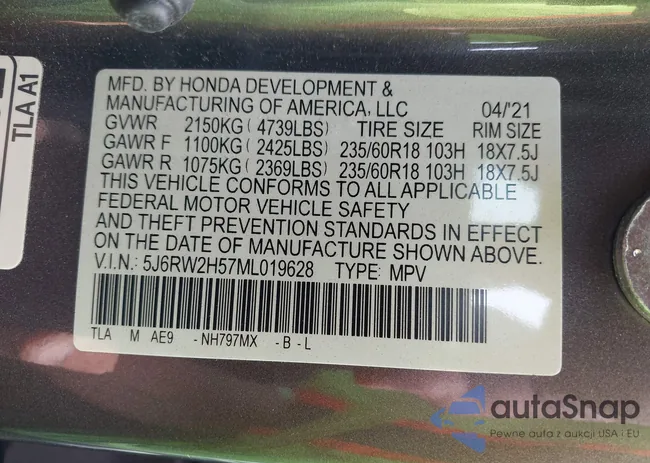 TLA A1
MFD. BY HONDA DEVELOPMENT &
MANUFACTURING OF AMERICA, LLC 04/'21
GVWR 2150KG ( 4739LBS) TIRE SIZE RIM SIZE
GAWR F 1100KG ( 2425LBS) 235/60R18 103H 18X7.5J
GAWR R 1075KG ( 2369LBS) 235/60R18 103H 18X7.5J
THIS VEHICLE CONFORMS TO ALL APPLICABLE
FEDERAL MOTOR VEHICLE SAFETY
AND THEFT PREVENTION STANDARDS IN EFFECT
ON THE DATE OF MANUFACTURE SHOWN ABOVE.
V.I.N.: 5J6RW2H57ML019628 TYPE: MPV
TLA M AE9 - NH797MX - B - L
autaSnap
Pewne auta z aukcji USA i EU